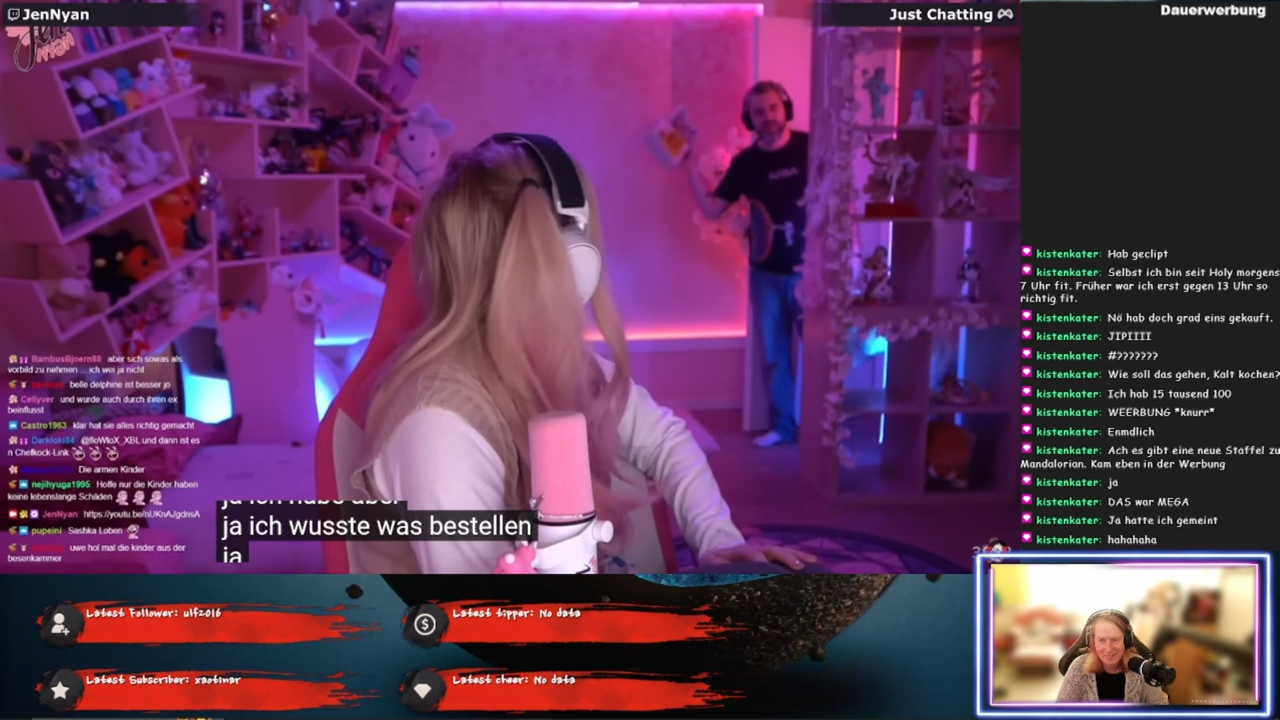 JenNyan
Just Chatting
Dauerwerbung
BambusBjoern88 aber sich sowas als
vorbild zu nehmen ... ich wei ja nicht
belle delphine ist besser jo
Cellyver und wurde auch durch ihren ex
beinflusst
Castro1963 klar hat sie alles richtig gemacht
Darkloki84 @floWtoX_XBL und dann ist es
n Chefkock-Link
Die armen Kinder
nejihyuga1995 Hoffe nur die Kinder haben
keine lebenslange Schäden
JenNyan https://youtu.be/nUKnAJgdnsA
pupeini Sashka Loben
uwe hol mal die kinder aus der
besenkammer
ja ich habe aber
ja ich wusste was bestellen
ja
kistenkater: Hab geclipt
kistenkater: Selbst ich bin seit Holy morgens
7 Uhr fit. Früher war ich erst gegen 13 Uhr so
richtig fit.
kistenkater: Nö hab doch grad eins gekauft.
kistenkater: JIPIIII
kistenkater: #???????
kistenkater: Wie soll das gehen, Kalt kochen?
kistenkater: Ich hab 15 tausend 100
kistenkater: WEERBUNG *knurr*
kistenkater: Enmdlich
kistenkater: Ach es gibt eine neue Staffel zu
Mandalorian. Kam eben in der Werbung
kistenkater: ja
kistenkater: DAS war MEGA
kistenkater: Ja hatte ich gemeint
kistenkater: hahahaha
Latest Follower: ulf2016
Latest tipper: No data
Latest Subscriber: xaotinar
Latest cheer: No data